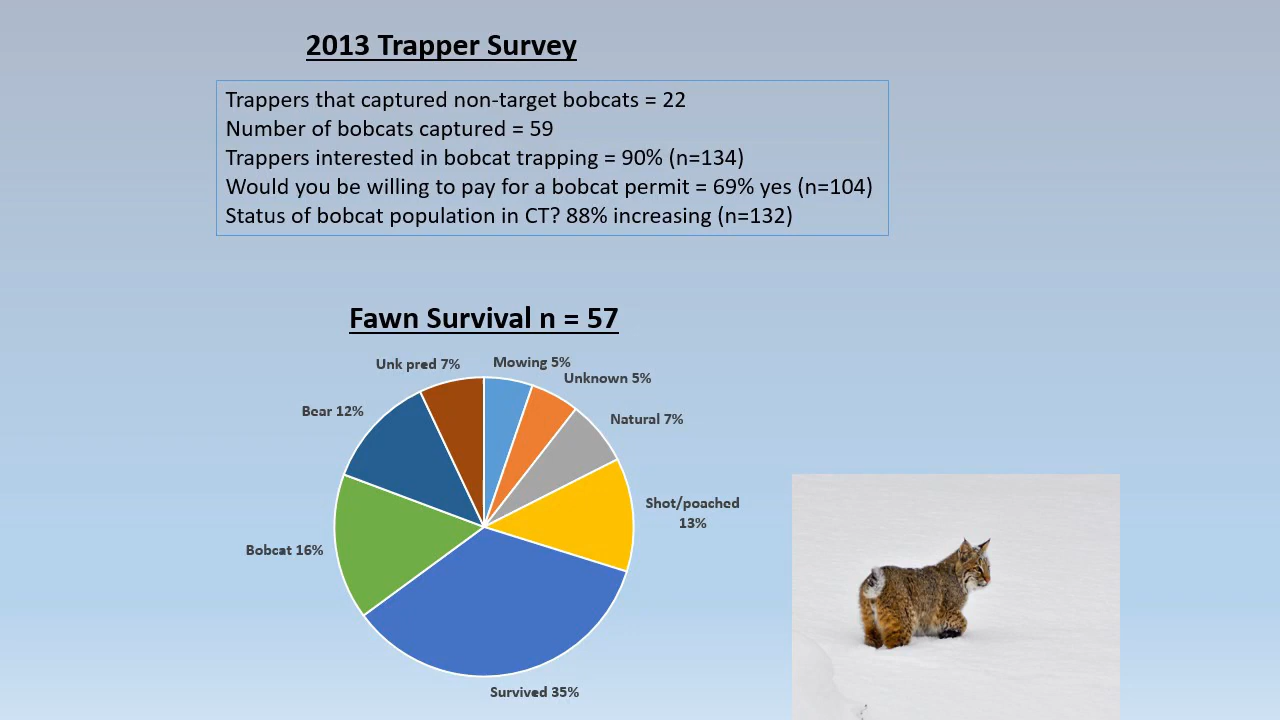 2013 Trapper Survey
Trappers that captured non-target bobcats = 22
Number of bobcats captured = 59
Trappers interested in bobcat trapping = 90% (n=134)
Would you be willing to pay for a bobcat permit = 69% yes (n=104)
Status of bobcat population in CT? 88% increasing (n=132)
Fawn Survival n = 57
Unk pred 7%
Mowing 5%
Unknown 5%
Bear 12%
Natural 7%
Shot/poached
13%
Bobcat 16%
Survived 35%